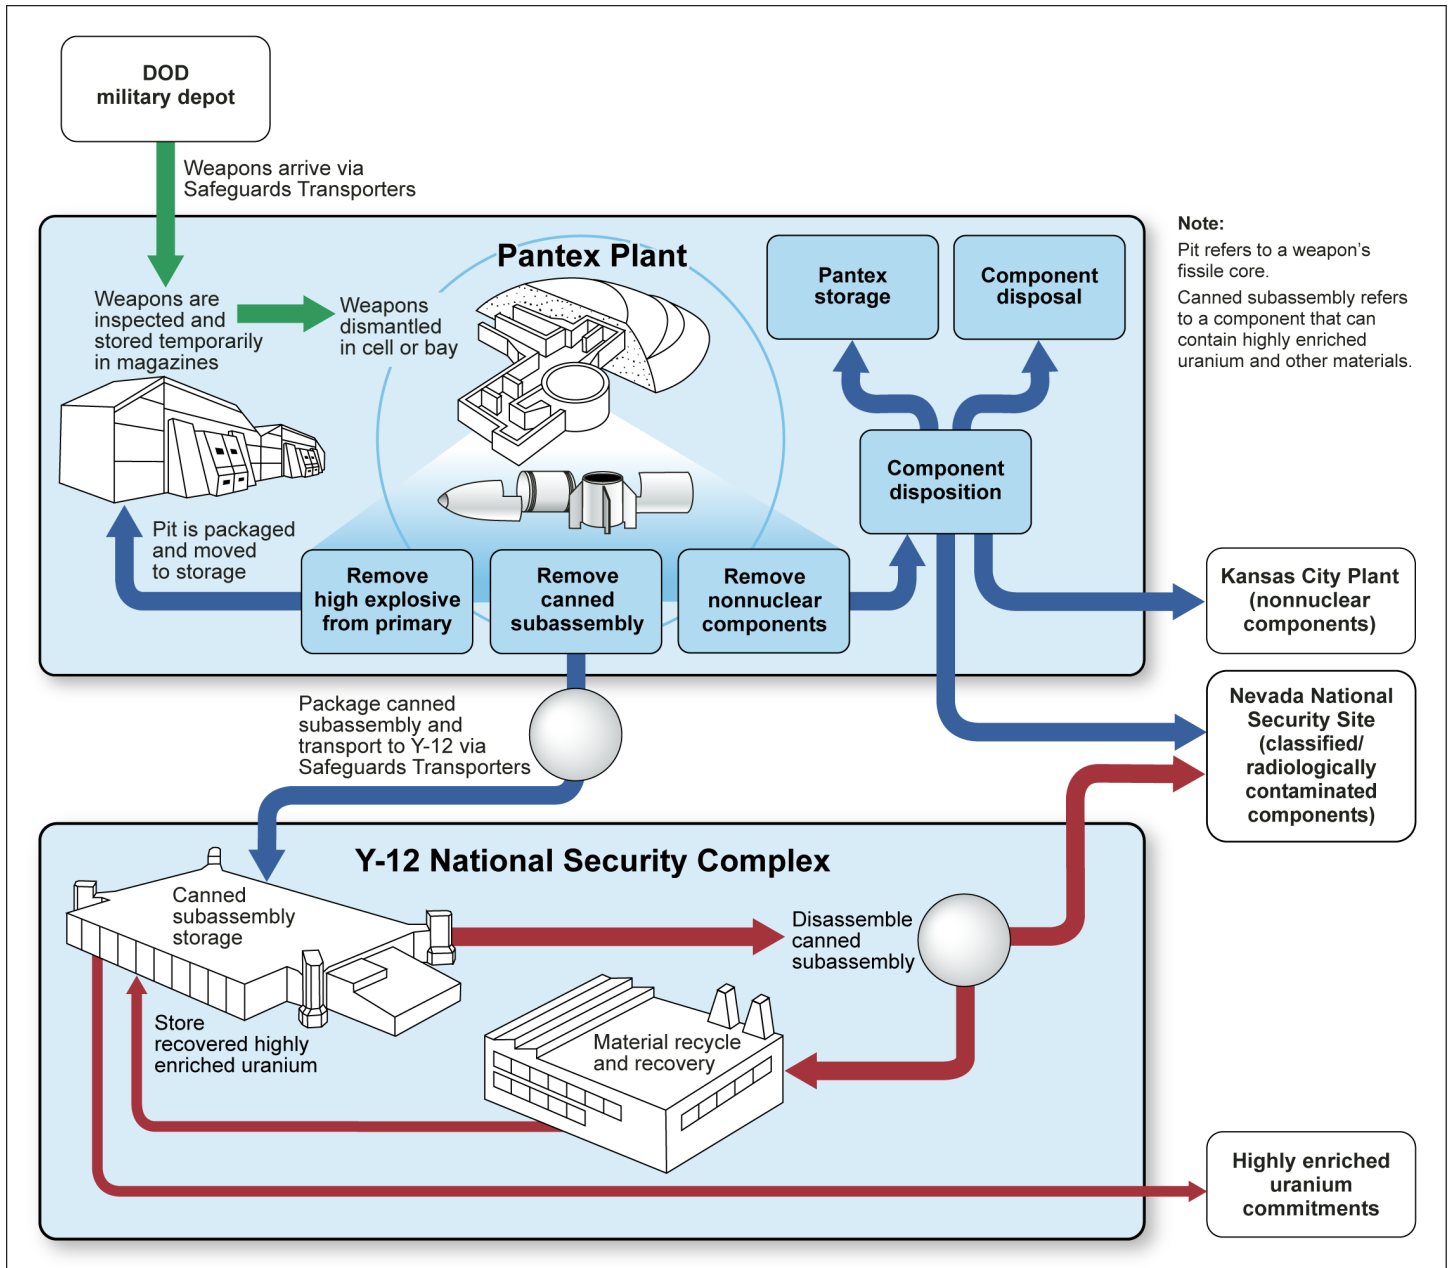 DOD
military depot
Weapons arrive via
Safeguards Transporters
Note:
Pit refers to a weapon's
fissile core.
Canned subassembly refers
to a component that can
contain highly enriched
uranium and other materials.
Pantex Plant
Weapons are
inspected and
stored temporarily
in magazines
Weapons
dismantled
in cell or bay
Pantex
storage
Component
disposal
Component
disposition
Pit is packaged
and moved
to storage
Remove
high explosive
from primary
Remove
canned
subassembly
Remove
nonnuclear
components
Kansas City Plant
(nonnuclear
components)
Nevada National
Security Site
(classified/
radiologically
contaminated
components)
Package canned
subassembly and
transport to Y-12 via
Safeguards Transporters
Y-12 National Security Complex
Canned
subassembly
storage
Disassemble
canned
subassembly
Store
recovered highly
enriched uranium
Material recycle
and recovery
Highly enriched
uranium
commitments